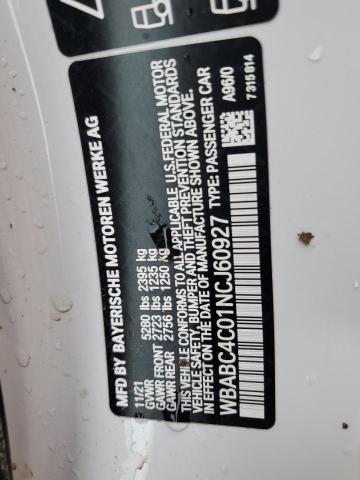 MFD BY BAYERISCHE MOTOREN WERKE AG
11/21
GVWR 5280 lbs 2395 kg
GAWR FRONT 2723 lbs 1235 kg
GAWR REAR 2756 lbs 1250 kg
THIS VEHICLE CONFORMS TO ALL APPLICABLE U.S. FEDERAL MOTOR
VEHICLE SAFETY, BUMPER AND THEFT PREVENTION STANDARDS
IN EFFECT ON THE DATE OF MANUFACTURE SHOWN ABOVE.
WBABC4C01NCJ60927 TYPE: PASSENGER CAR
A96/0
7315814